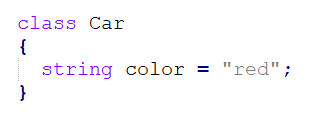 class Car
{
  string color = "red";
}